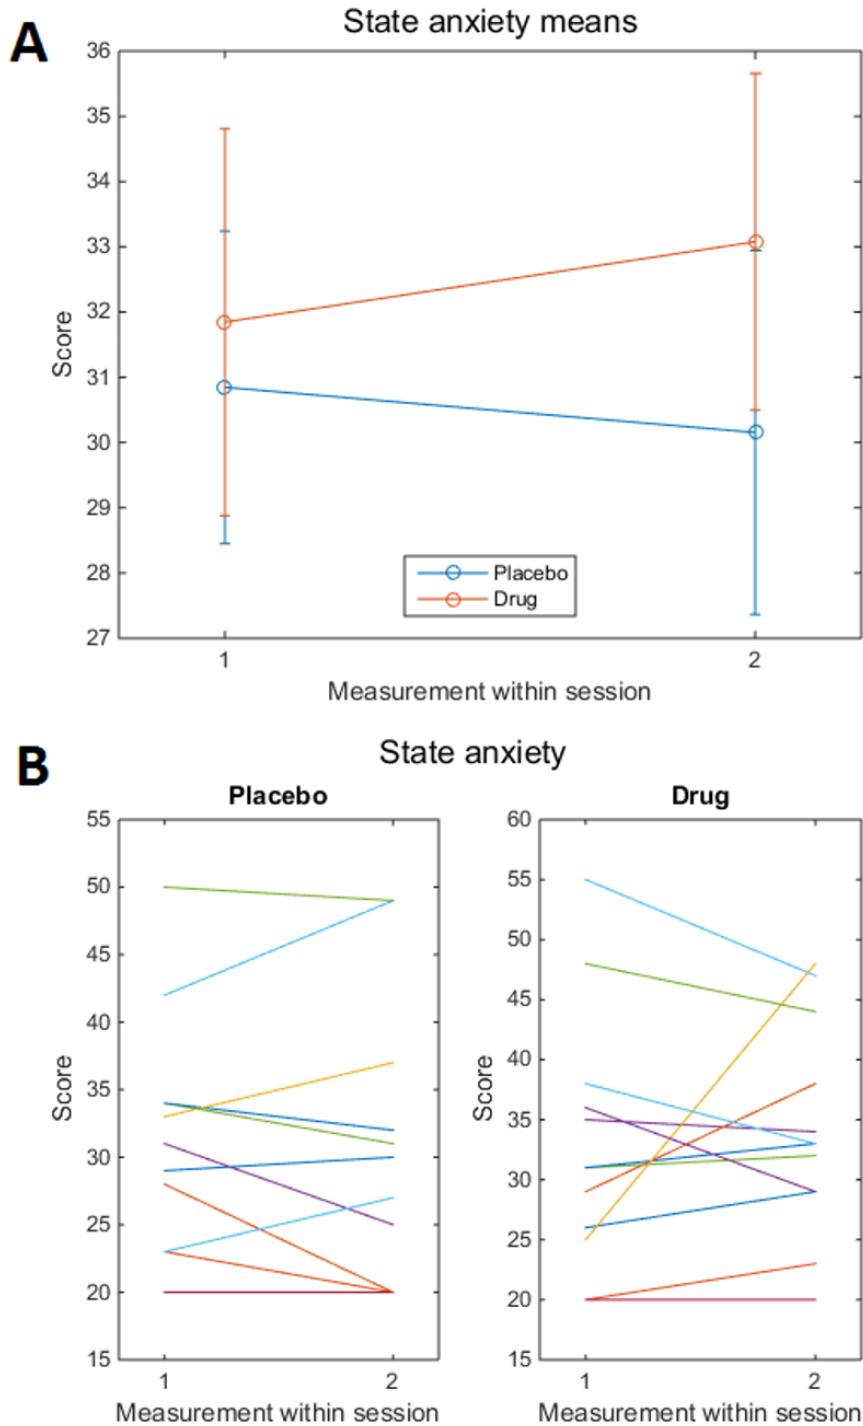 A
State anxiety means
36
35
34
33
32
31
30
29
28
27
Score
Placebo
Drug
1
2
Measurement within session
B
State anxiety
Placebo
55
50
45
40
35
30
25
20
15
Score
1
2
Measurement within session
Drug
60
55
50
45
40
35
30
25
20
15
Score
1
2
Measurement within session